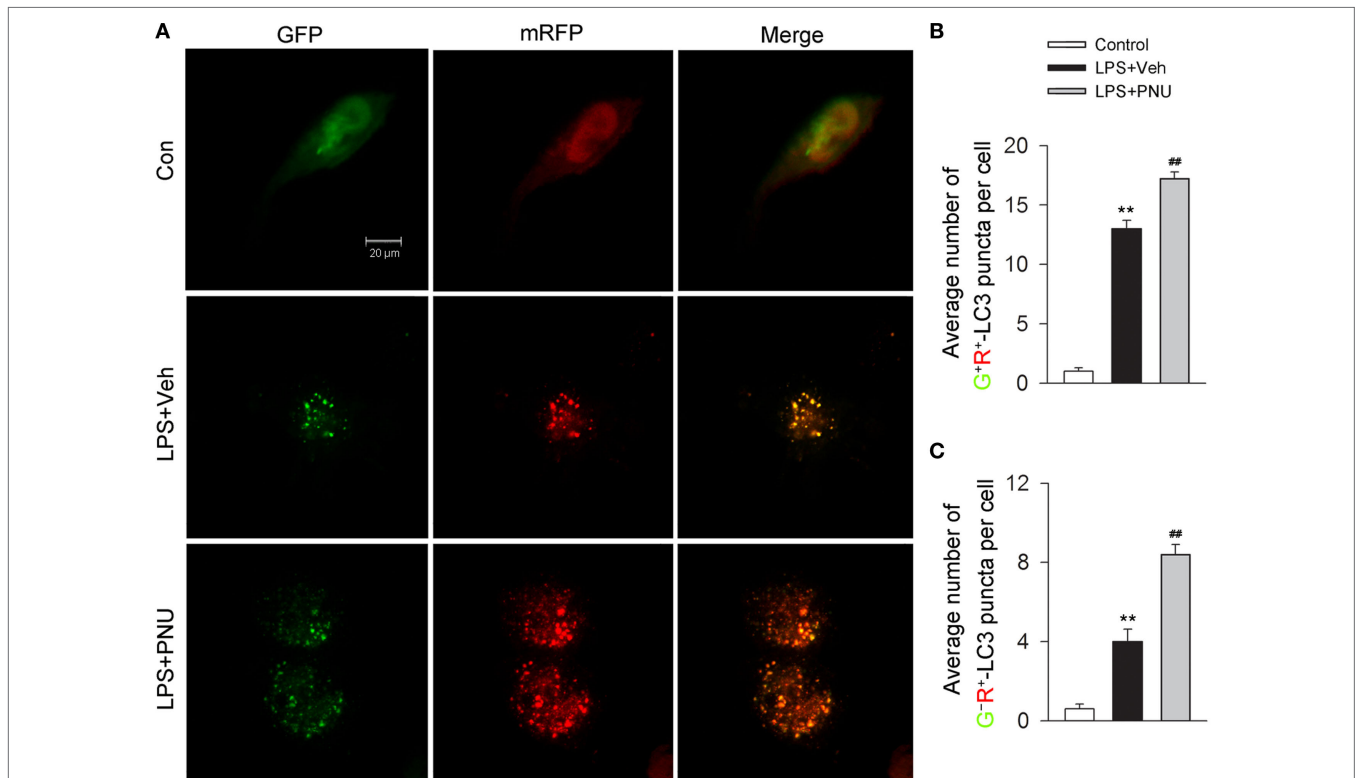 A
GFP
mRFP
Merge
Con
20 µm
LPS+Veh
LPS+PNU
B
Control
LPS+Veh
LPS+PNU
Average number of
G⁺R⁺-LC3 puncta per cell
20
15
10
5
0
**
##
C
Average number of
G⁻R⁺-LC3 puncta per cell
12
8
4
0
**
##